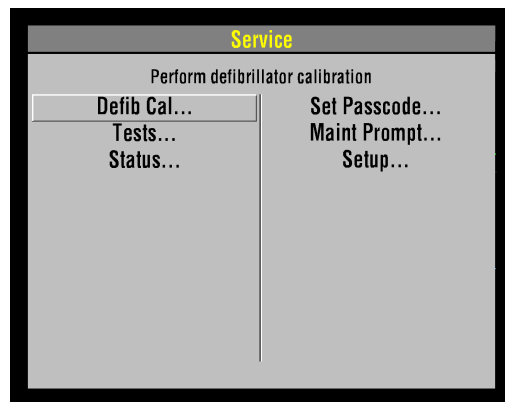 Service
Perform defibrillator calibration
Defib Cal...
Tests...
Status...
Set Passcode...
Maint Prompt...
Setup...